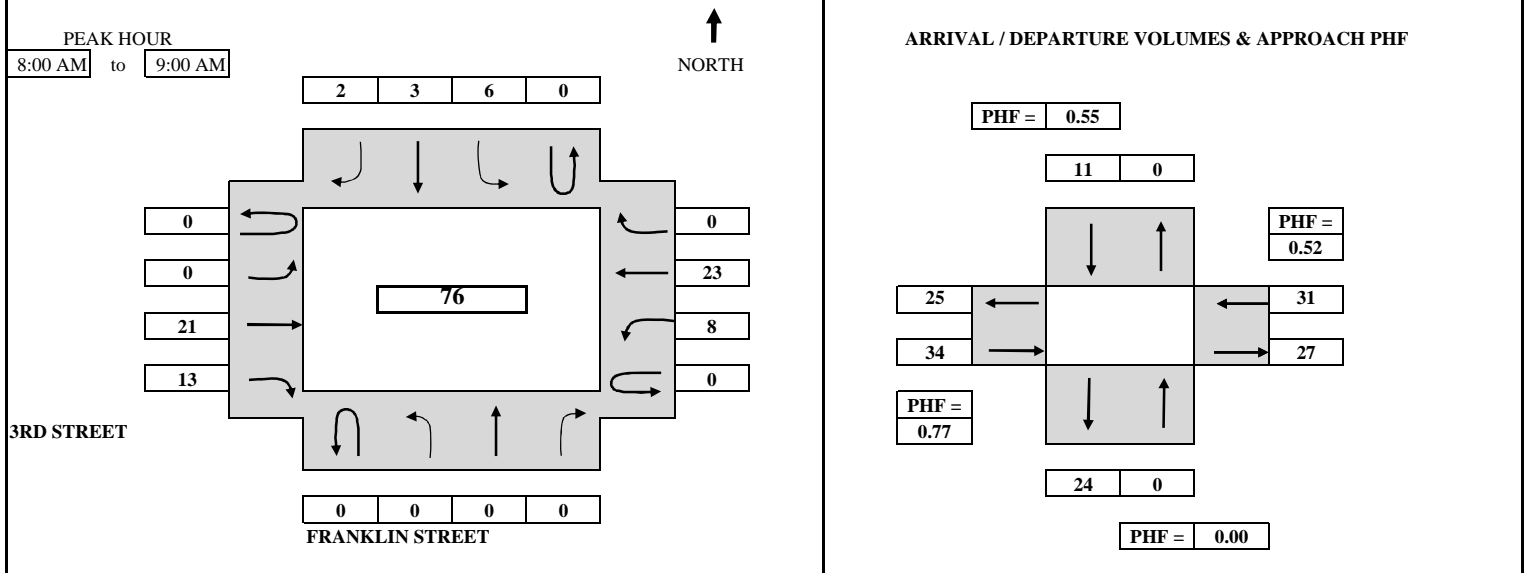 PEAK HOUR
8:00 AM to 9:00 AM
NORTH
2 3 6 0
0 0
0 23
76
21 8
13 0
3RD STREET
0 0 0 0
FRANKLIN STREET
ARRIVAL / DEPARTURE VOLUMES & APPROACH PHF
PHF = 0.55
11 0
PHF =
0.52
25 31
34 27
PHF =
0.77
24 0
PHF = 0.00